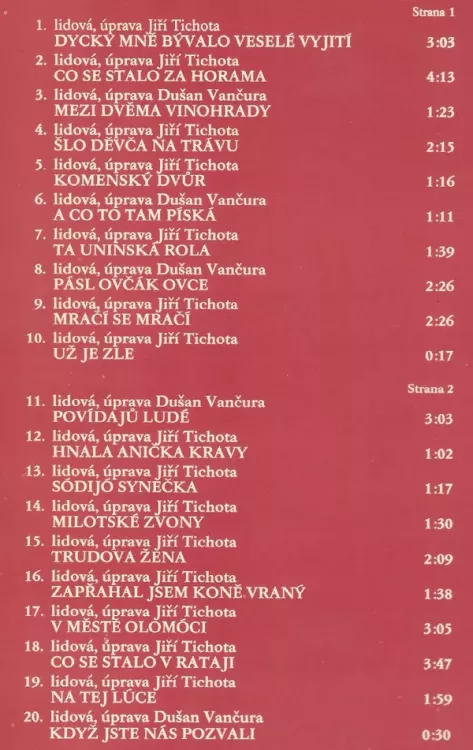 Strana 1
1. lidová, úprava Jiří Tichota
DYCKY MNĚ BÝVALO VESELÉ VYJITÍ 3:03
2. lidová, úprava Jiří Tichota
CO SE STALO ZA HORAMA 4:13
3. lidová, úprava Dušan Vančura
MEZI DVĚMA VINOHRADY 1:23
4. lidová, úprava Jiří Tichota
ŠLO DĚVČA NA TRÁVU 2:15
5. lidová, úprava Jiří Tichota
KOMENSKÝ DVŮR 1:16
6. lidová, úprava Dušan Vančura
A CO TO TAM PÍSKÁ 1:11
7. lidová, úprava Jiří Tichota
TA UNINSKÁ ROLA 1:39
8. lidová, úprava Dušan Vančura
PÁSL OVČÁK OVCE 2:26
9. lidová, úprava Jiří Tichota
MRAČÍ SE MRAČÍ 2:26
10. lidová, úprava Jiří Tichota
UŽ JE ZLE 0:17
Strana 2
11. lidová, úprava Dušan Vančura
POVÍDAJŮ LUDÉ 3:03
12. lidová, úprava Jiří Tichota
HNALA ANIČKA KRAVY 1:02
13. lidová, úprava Jiří Tichota
SÓDIJÓ SYNEČKA 1:17
14. lidová, úprava Jiří Tichota
MILOTSKÉ ZVONY 1:30
15. lidová, úprava Jiří Tichota
TRUDOVA ŽENA 2:09
16. lidová, úprava Jiří Tichota
ZAPŘAHAL JSEM KONĚ VRANÝ 1:38
17. lidová, úprava Jiří Tichota
V MĚSTĚ OLOMÓCI 3:05
18. lidová, úprava Jiří Tichota
CO SE STALO V RATAJI 3:47
19. lidová, úprava Jiří Tichota
NA TEJ LÚCE 1:59
20. lidová, úprava Dušan Vančura
KDYŽ JSTE NÁS POZVALI 0:30